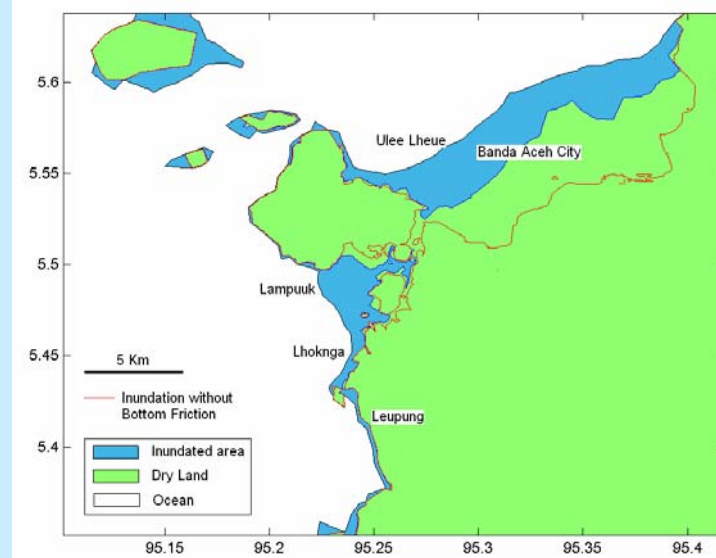 5.6
5.55
5.5
5.45
5.4
Ulee Lheue
Banda Aceh City
Lampuuk
Lhoknga
Leupung
5 Km
Inundation without
Bottom Friction
Inundated area
Dry Land
Ocean
95.15
95.2
95.25
95.3
95.35
95.4